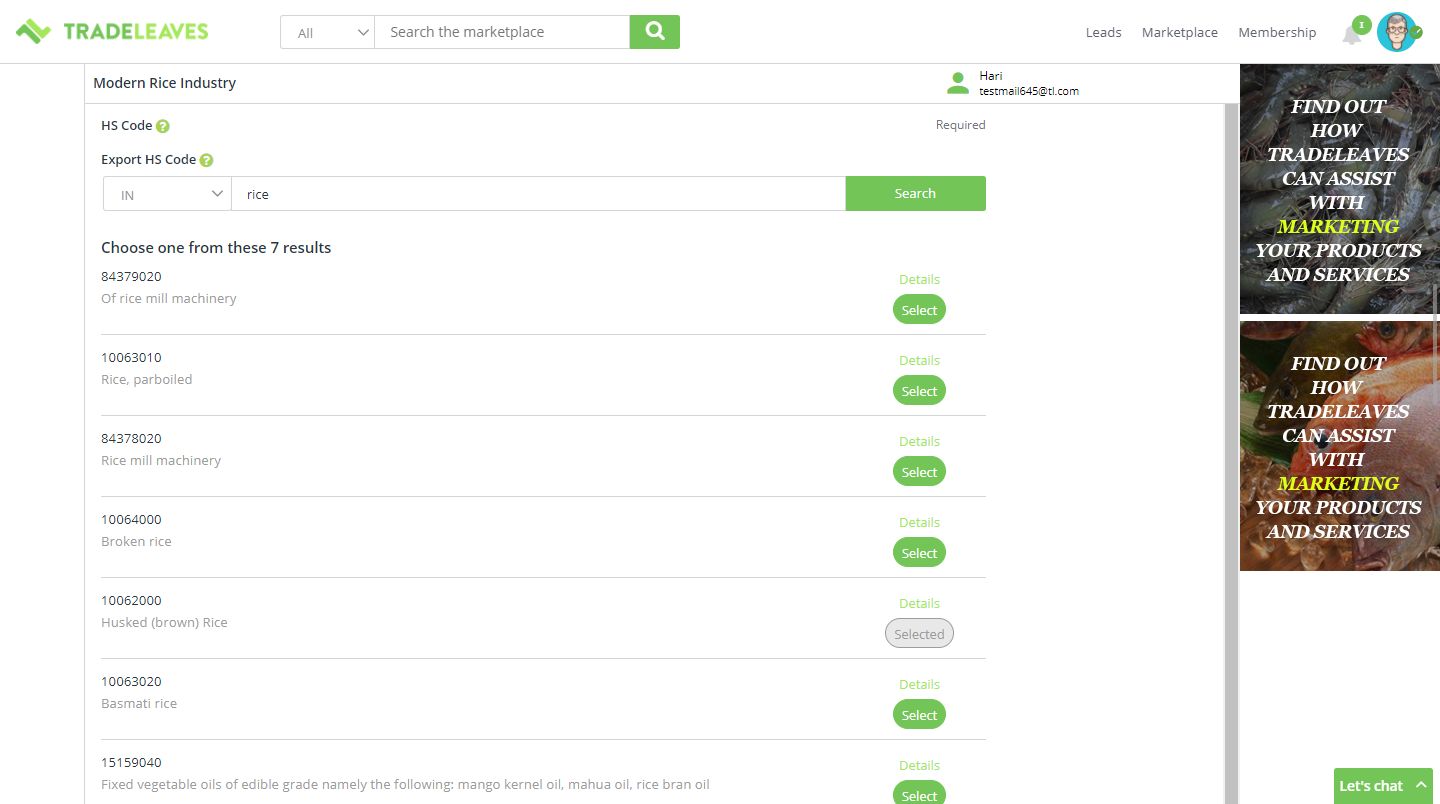 TRADELEAVES
All
Search the marketplace
Leads
Marketplace
Membership
1
Modern Rice Industry
Hari
testmail645@tl.com
HS Code ?
Required
Export HS Code ?
IN
rice
Search
Choose one from these 7 results
84379020
Of rice mill machinery
Details
Select
10063010
Rice, parboiled
Details
Select
84378020
Rice mill machinery
Details
Select
10064000
Broken rice
Details
Select
10062000
Husked (brown) Rice
Details
Selected
10063020
Basmati rice
Details
Select
15159040
Fixed vegetable oils of edible grade namely the following: mango kernel oil, mahua oil, rice bran oil
Details
Select
FIND OUT
HOW
TRADELEAVES
CAN ASSIST
WITH
MARKETING
YOUR PRODUCTS
AND SERVICES
FIND OUT
HOW
TRADELEAVES
CAN ASSIST
WITH
MARKETING
YOUR PRODUCTS
AND SERVICES
Let's chat